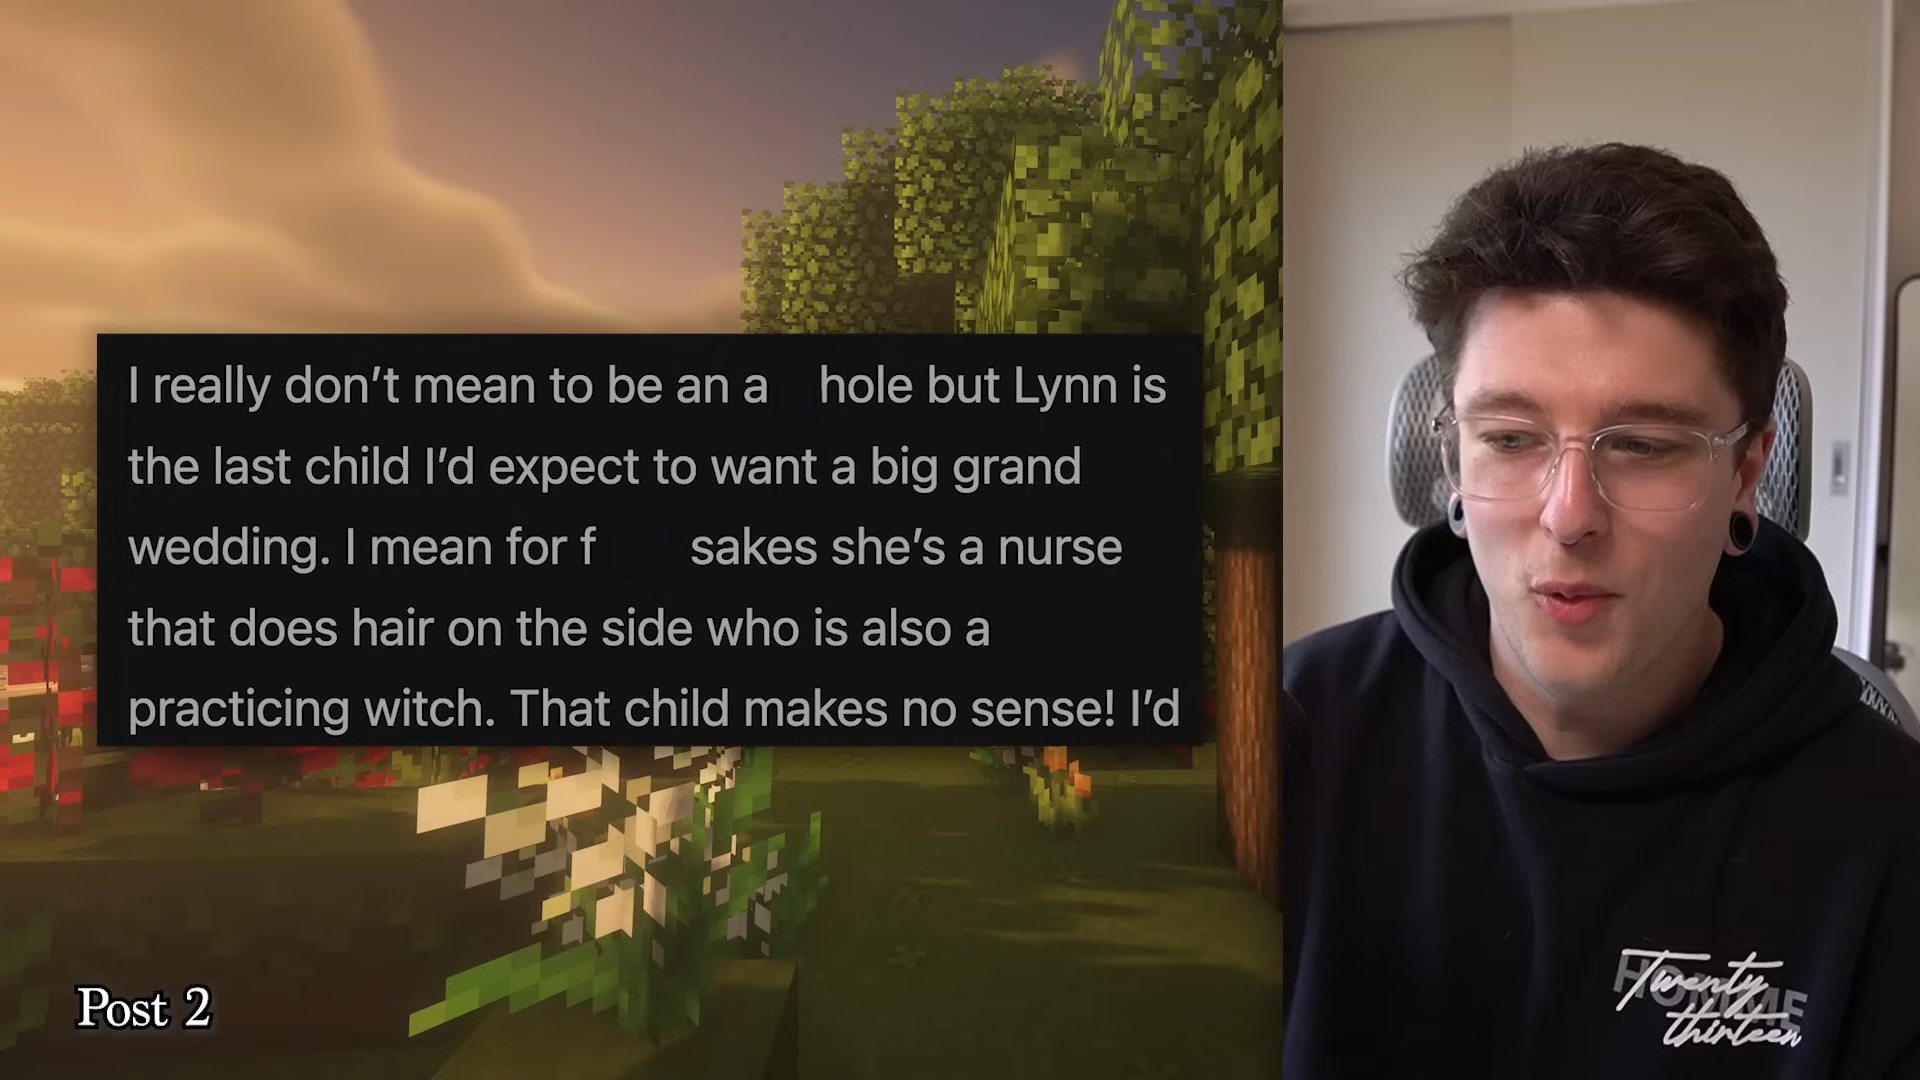 I really don't mean to be an a hole but Lynn is
the last child I'd expect to want a big grand
wedding. I mean for f sakes she's a nurse
that does hair on the side who is also a
practicing witch. That child makes no sense! I'd
Post 2
HOMME
Twenty
thirteen